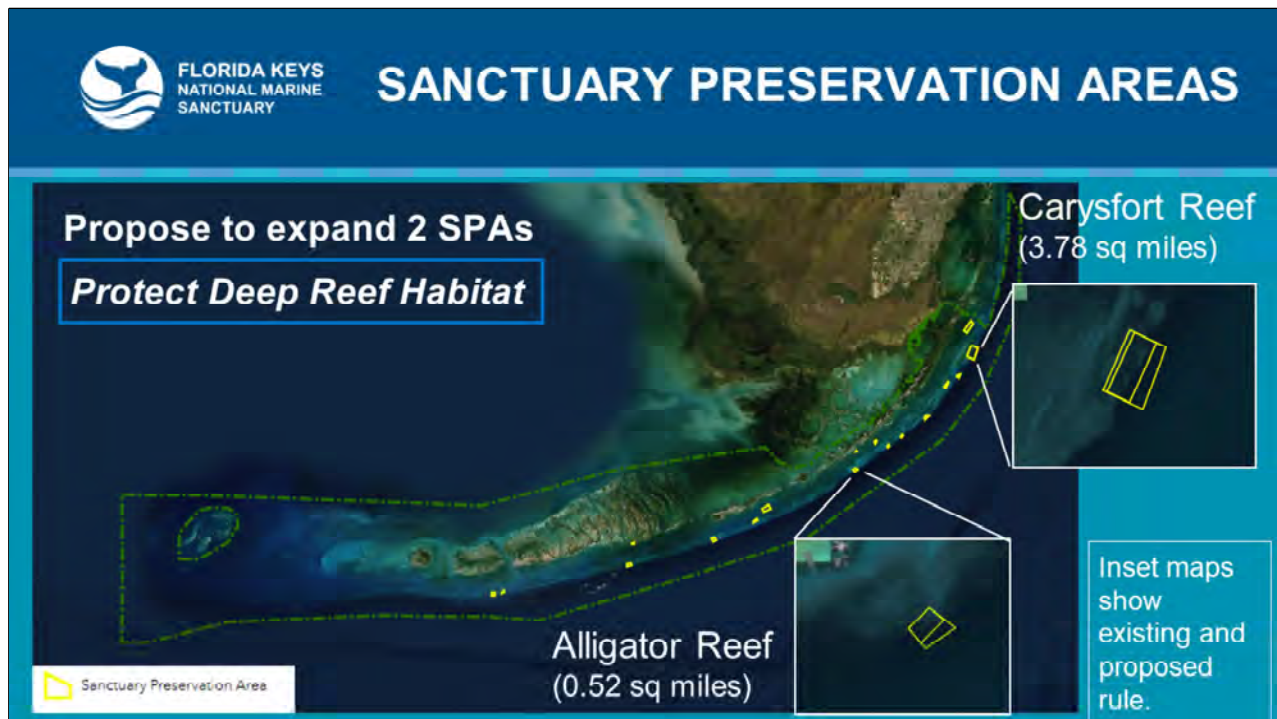 FLORIDA KEYS
NATIONAL MARINE
SANCTUARY
SANCTUARY PRESERVATION AREAS
Propose to expand 2 SPAs
Protect Deep Reef Habitat
Carysfort Reef
(3.78 sq miles)
Alligator Reef
(0.52 sq miles)
Inset maps
show
existing and
proposed
rule.
Sanctuary Preservation Area